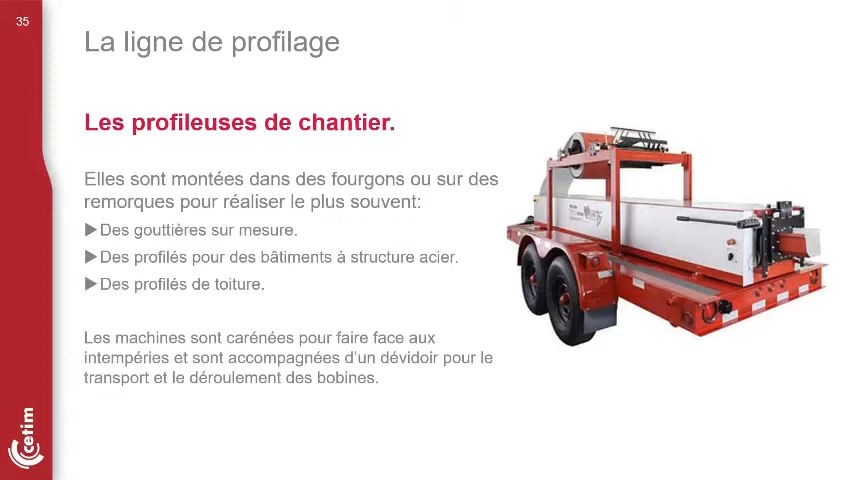 35
La ligne de profilage
Les profileuses de chantier.
Elles sont montées dans des fourgons ou sur des
remorques pour réaliser le plus souvent:
▶Des gouttières sur mesure.
▶Des profilés pour des bâtiments à structure acier.
▶Des profilés de toiture.
Les machines sont carénées pour faire face aux
intempéries et sont accompagnées d’un dévidoir pour le
transport et le déroulement des bobines.
cetim